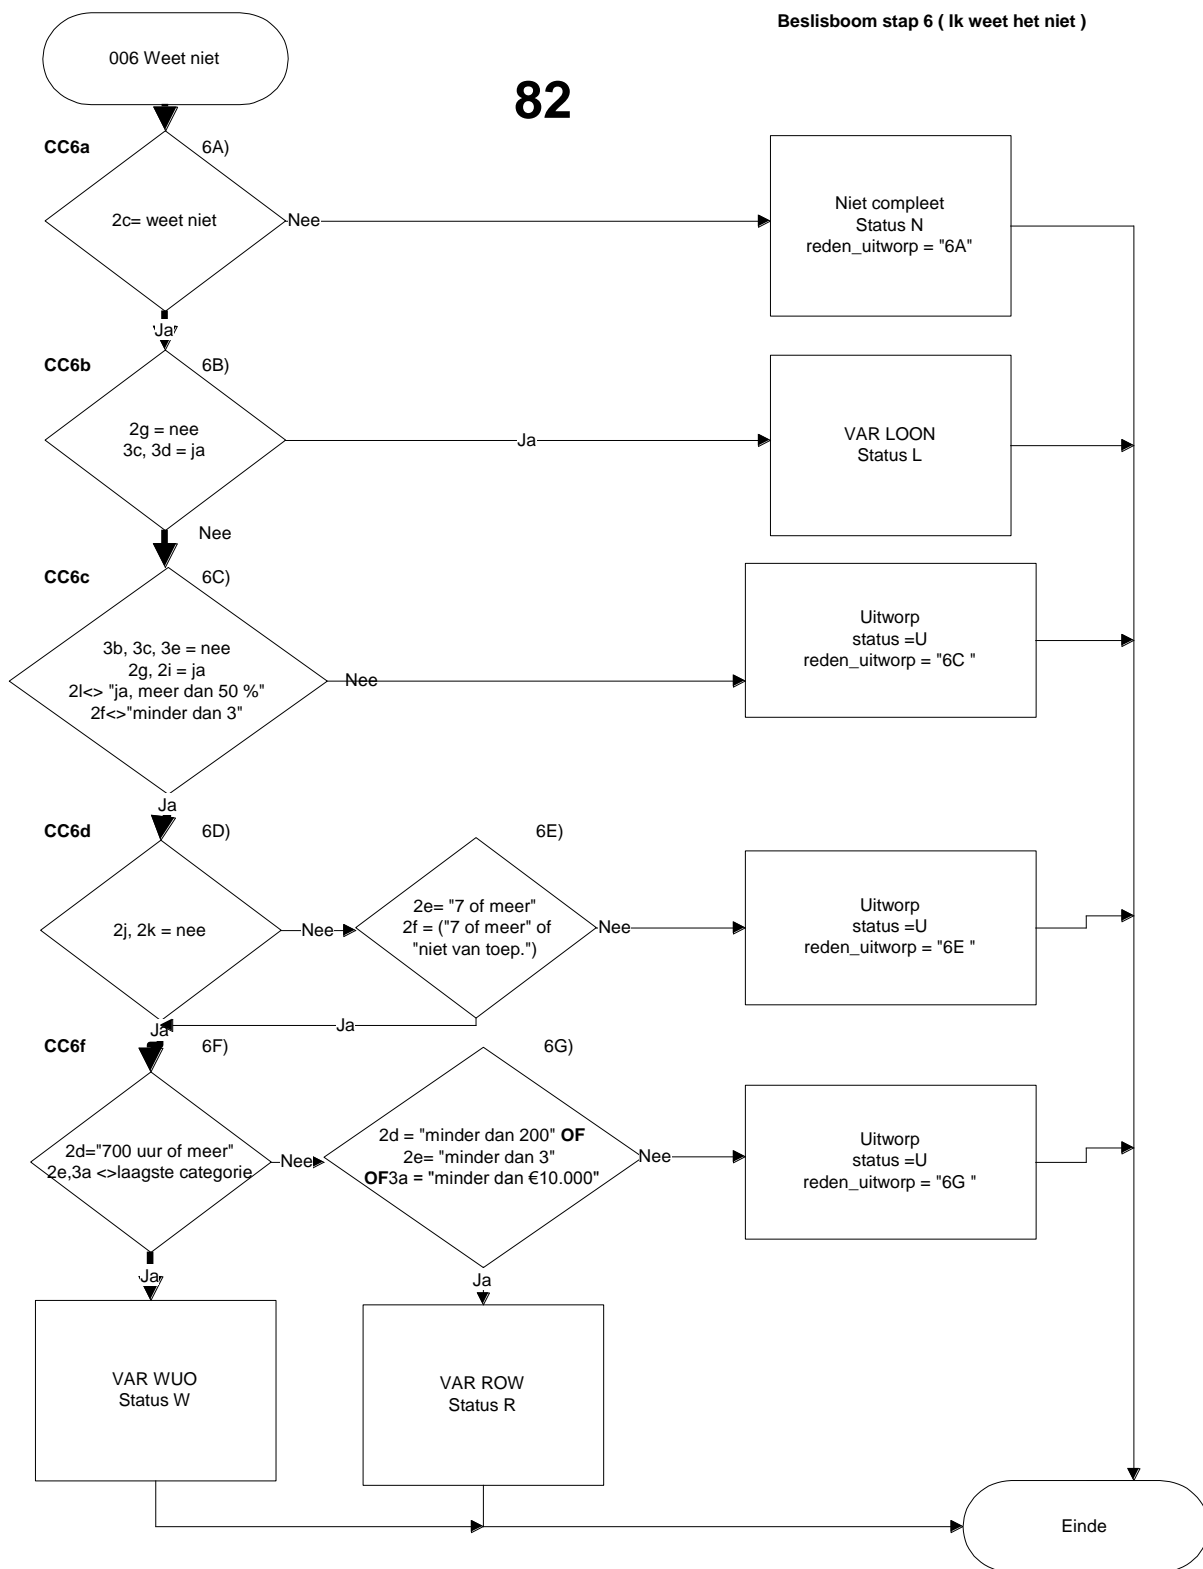 Beslisboom stap 6 ( Ik weet het niet )
006 Weet niet
82
CC6a
6A)
2c= weet niet
Nee
Niet compleet
Status N
reden_uitworp = "6A"
Ja
CC6b
6B)
2g = nee
3c, 3d = ja
Ja
VAR LOON
Status L
Nee
CC6c
6C)
3b, 3c, 3e = nee
2g, 2i = ja
2l<> "ja, meer dan 50 %"
2f<>"minder dan 3"
Nee
Uitworp
status =U
reden_uitworp = "6C "
Ja
CC6d
6D)
2j, 2k = nee
Nee
6E)
2e= "7 of meer"
2f = ("7 of meer" of
"niet van toep.")
Nee
Uitworp
status =U
reden_uitworp = "6E "
Ja
Ja
CC6f
6F)
2d="700 uur of meer"
2e,3a <>laagste categorie
Nee
6G)
2d = "minder dan 200" OF
2e= "minder dan 3"
OF3a = "minder dan €10.000"
Nee
Uitworp
status =U
reden_uitworp = "6G "
Ja
Ja
VAR WUO
Status W
VAR ROW
Status R
Einde